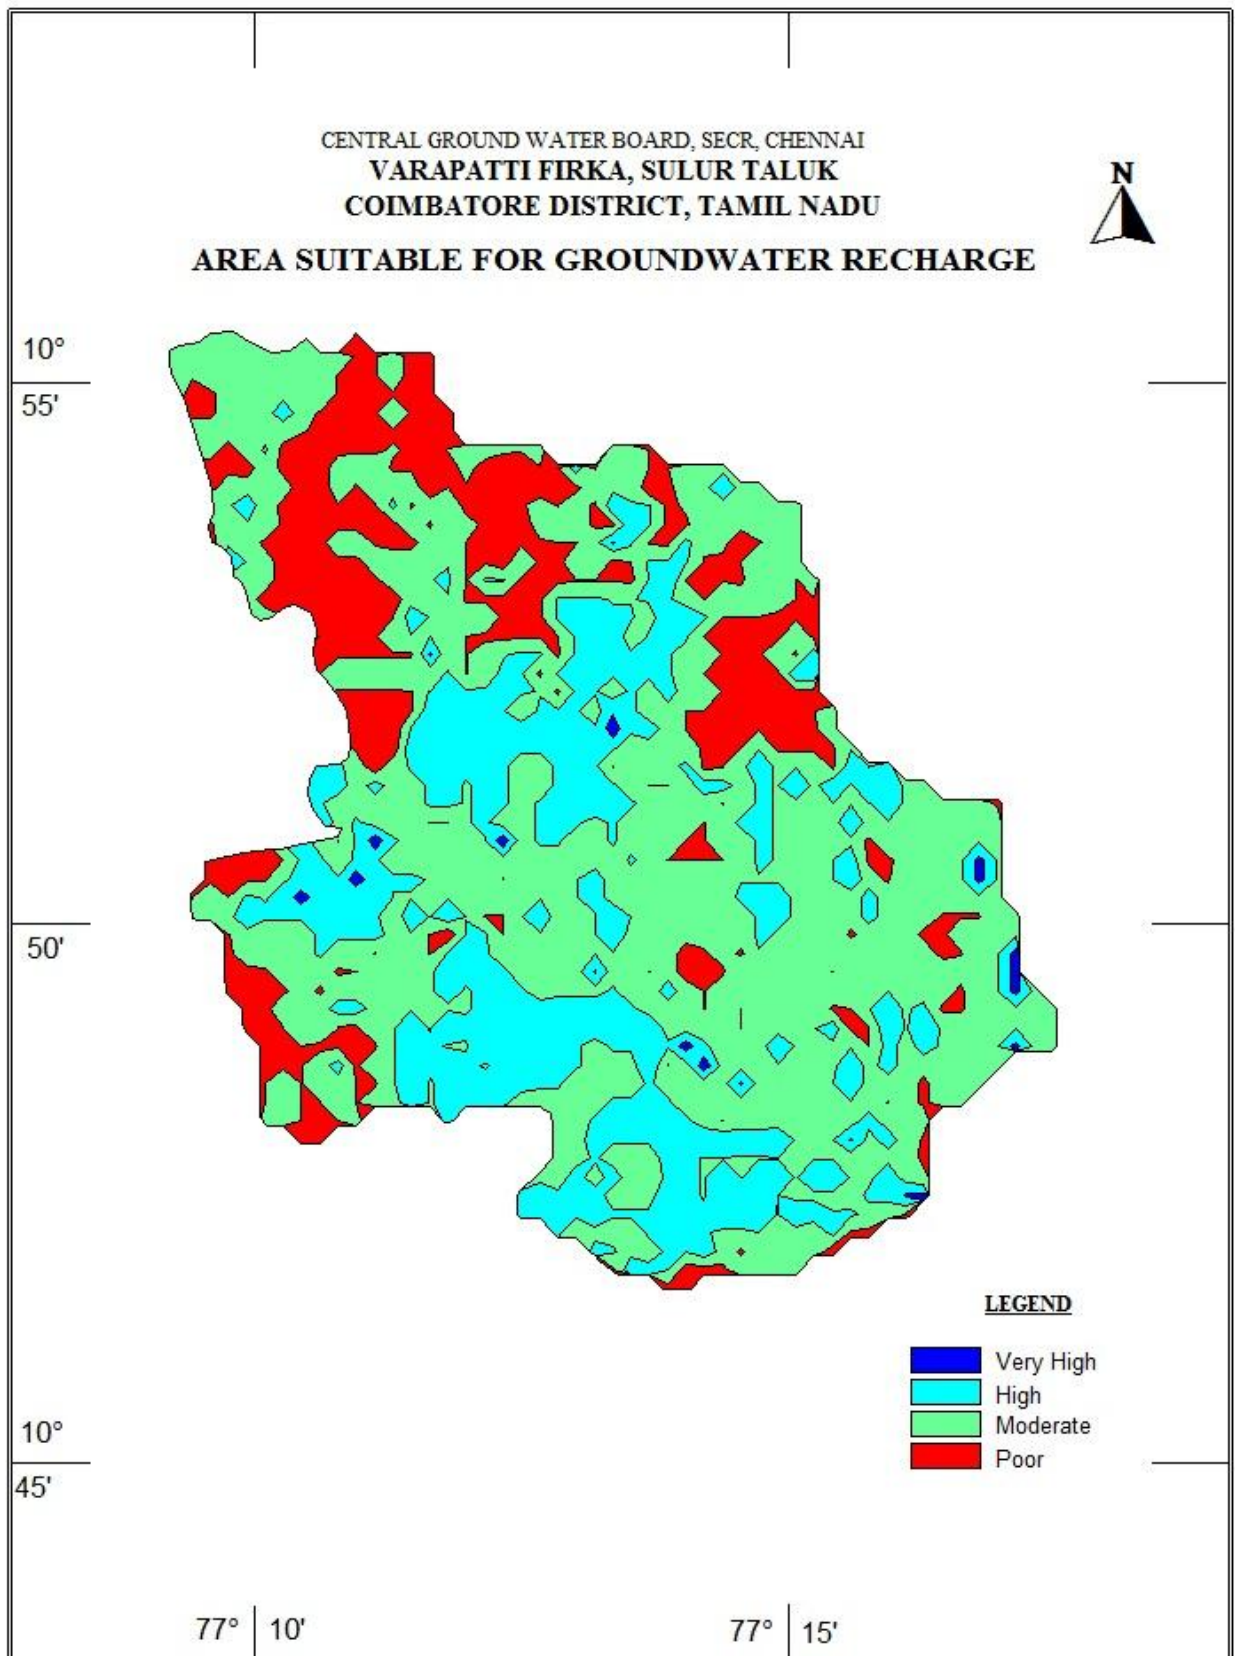 CENTRAL GROUND WATER BOARD, SECR, CHENNAI
VARAPATTI FIRKA, SULUR TALUK
COIMBATORE DISTRICT, TAMIL NADU
N
AREA SUITABLE FOR GROUNDWATER RECHARGE
10°
55'
50'
LEGEND
Very High
High
Moderate
Poor
10°
45'
77° 10'
77° 15'